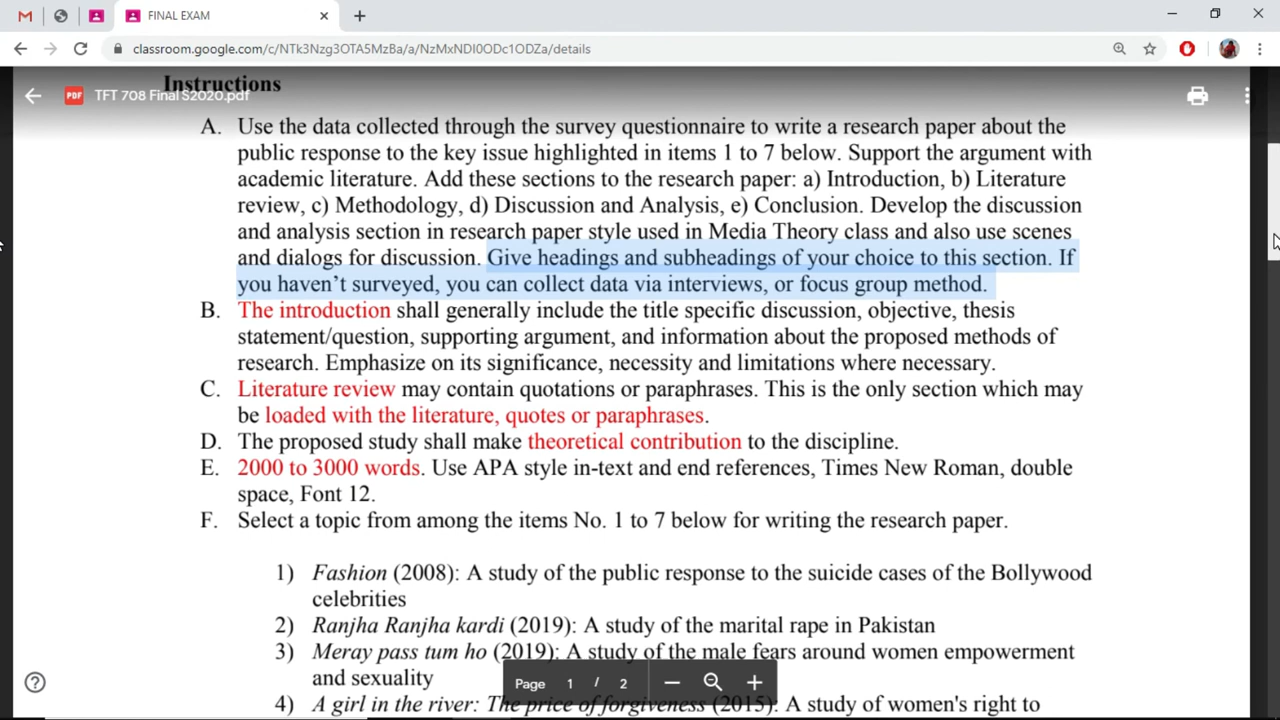 FINAL EXAM
classroom.google.com/c/NTk3Nzg3OTA5MzBa/a/NzMxNDI0ODc1ODZa/details
Instructions
PDF TFT 708 Final S2020.pdf
A. Use the data collected through the survey questionnaire to write a research paper about the
public response to the key issue highlighted in items 1 to 7 below. Support the argument with
academic literature. Add these sections to the research paper: a) Introduction, b) Literature
review, c) Methodology, d) Discussion and Analysis, e) Conclusion. Develop the discussion
and analysis section in research paper style used in Media Theory class and also use scenes
and dialogs for discussion. Give headings and subheadings of your choice to this section. If
you haven’t surveyed, you can collect data via interviews, or focus group method.
B. The introduction shall generally include the title specific discussion, objective, thesis
statement/question, supporting argument, and information about the proposed methods of
research. Emphasize on its significance, necessity and limitations where necessary.
C. Literature review may contain quotations or paraphrases. This is the only section which may
be loaded with the literature, quotes or paraphrases.
D. The proposed study shall make theoretical contribution to the discipline.
E. 2000 to 3000 words. Use APA style in-text and end references, Times New Roman, double
space, Font 12.
F. Select a topic from among the items No. 1 to 7 below for writing the research paper.
1) Fashion (2008): A study of the public response to the suicide cases of the Bollywood
celebrities
2) Ranjha Ranjha kardi (2019): A study of the marital rape in Pakistan
3) Meray pass tum ho (2019): A study of the male fears around women empowerment
and sexuality
4) A girl in the river: The price of forgiveness (2015): A study of women's right to
Page 1 / 2